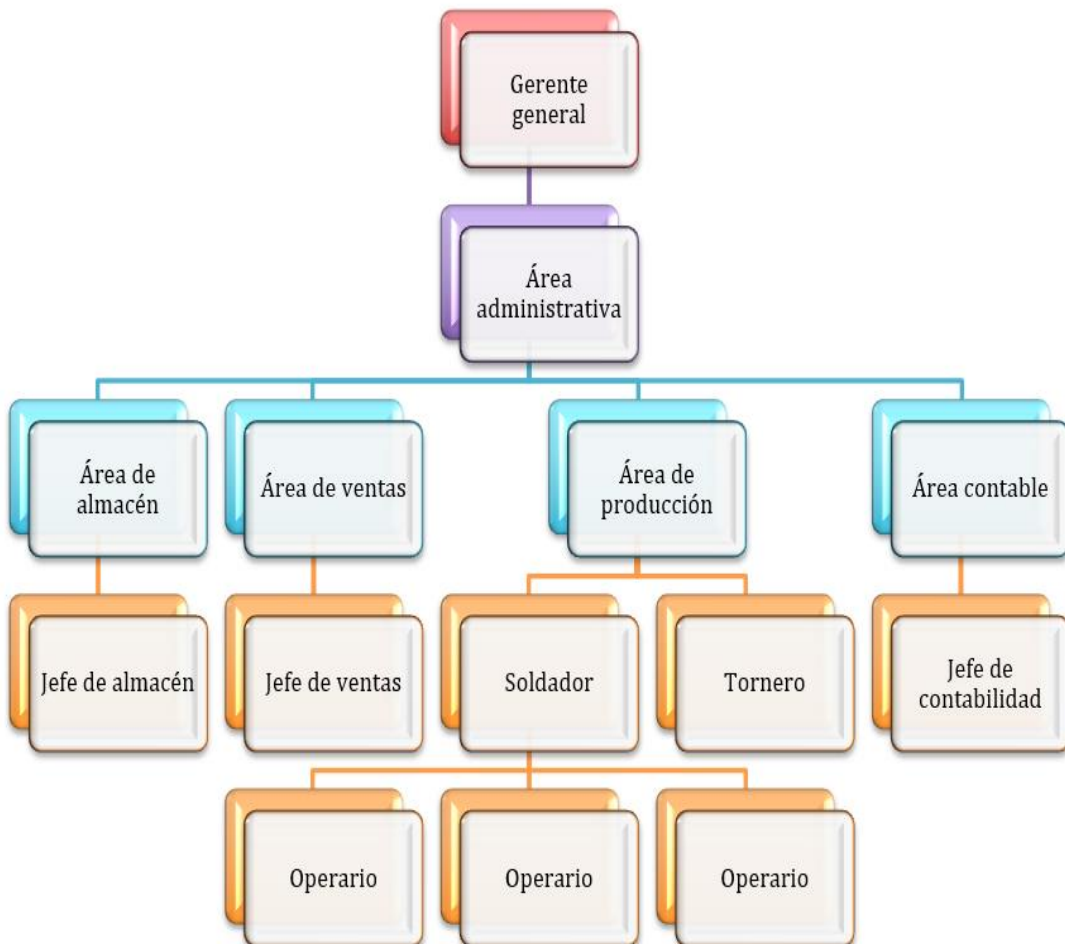 Gerente
general
Área
administrativa
Área de
almacén
Área de ventas
Área de
producción
Área contable
Jefe de almacén
Jefe de ventas
Soldador
Tornero
Jefe de
contabilidad
Operario
Operario
Operario